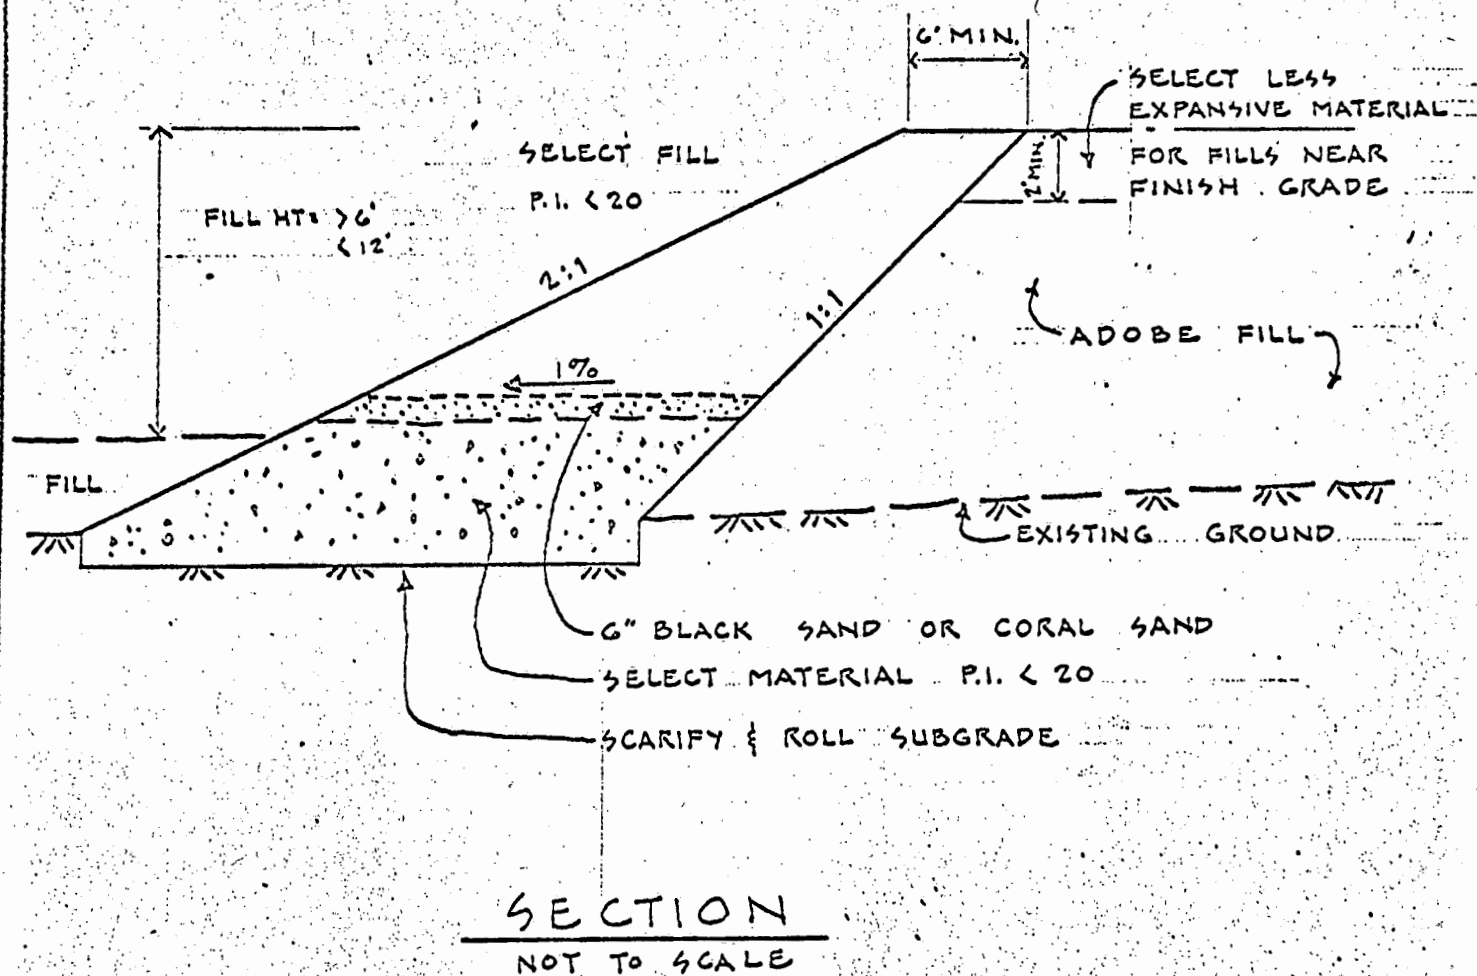 6' MIN.
SELECT LESS
EXPANSIVE MATERIAL
FOR FILLS NEAR
FINISH GRADE
2' MIN.
SELECT FILL
P.I. < 20
FILL HT: > 6'
< 12'
2:1
1:1
ADOBE FILL
1%
FILL
EXISTING GROUND
6" BLACK SAND OR CORAL SAND
SELECT MATERIAL P.I. < 20
SCARIFY & ROLL SUBGRADE
SECTION
NOT TO SCALE